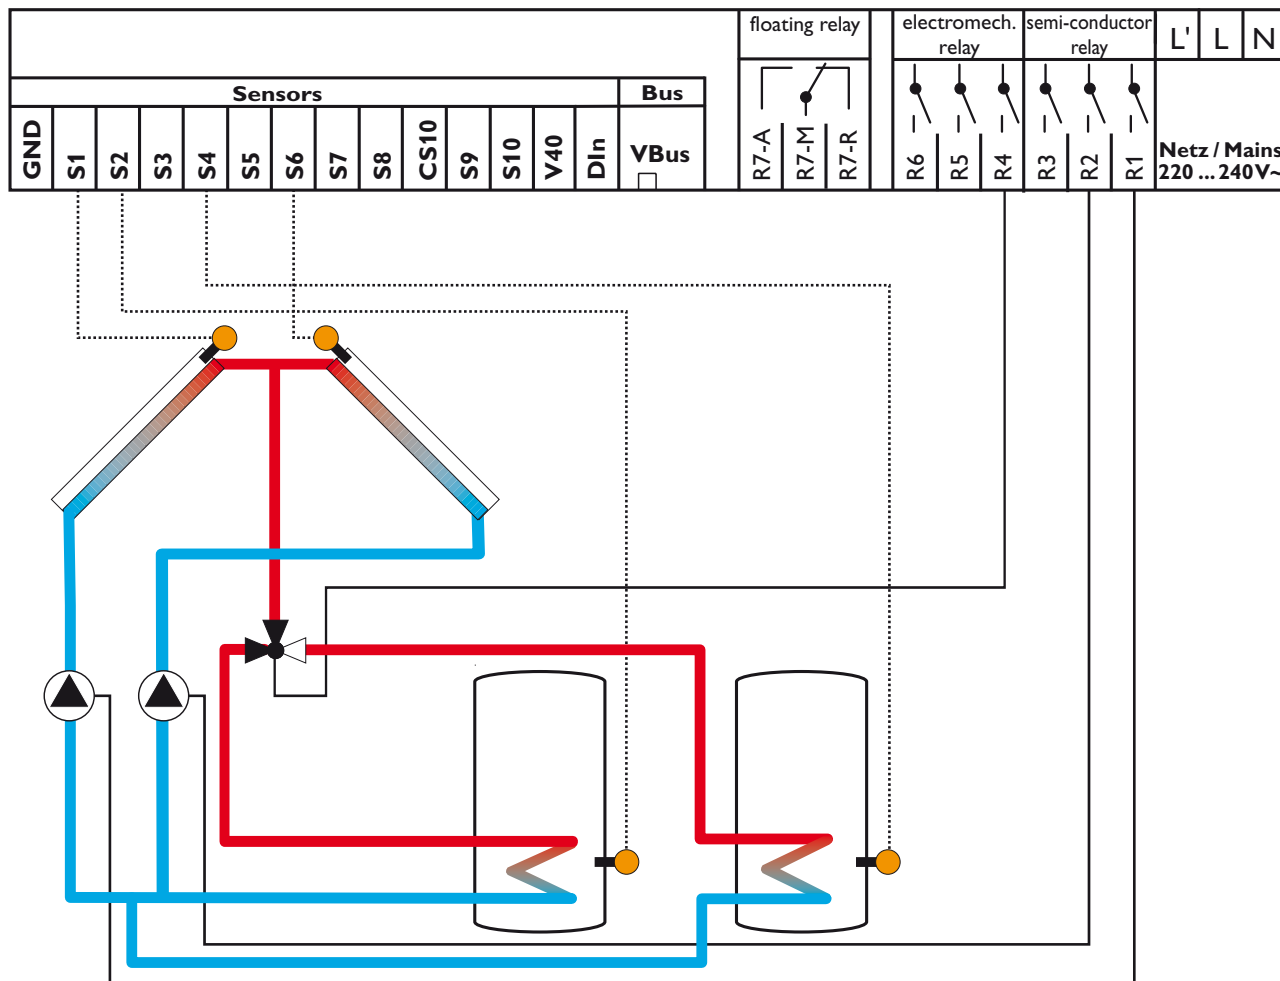 floating relay
electromech.
relay
semi-conductor
relay
L' L N
Sensors
Bus
GND S1 S2 S3 S4 S5 S6 S7 S8 CS10 S9 S10 V40 DIn
VBus
R7-A R7-M R7-R
R6 R5 R4 R3 R2 R1
Netz / Mains
220 ... 240V~